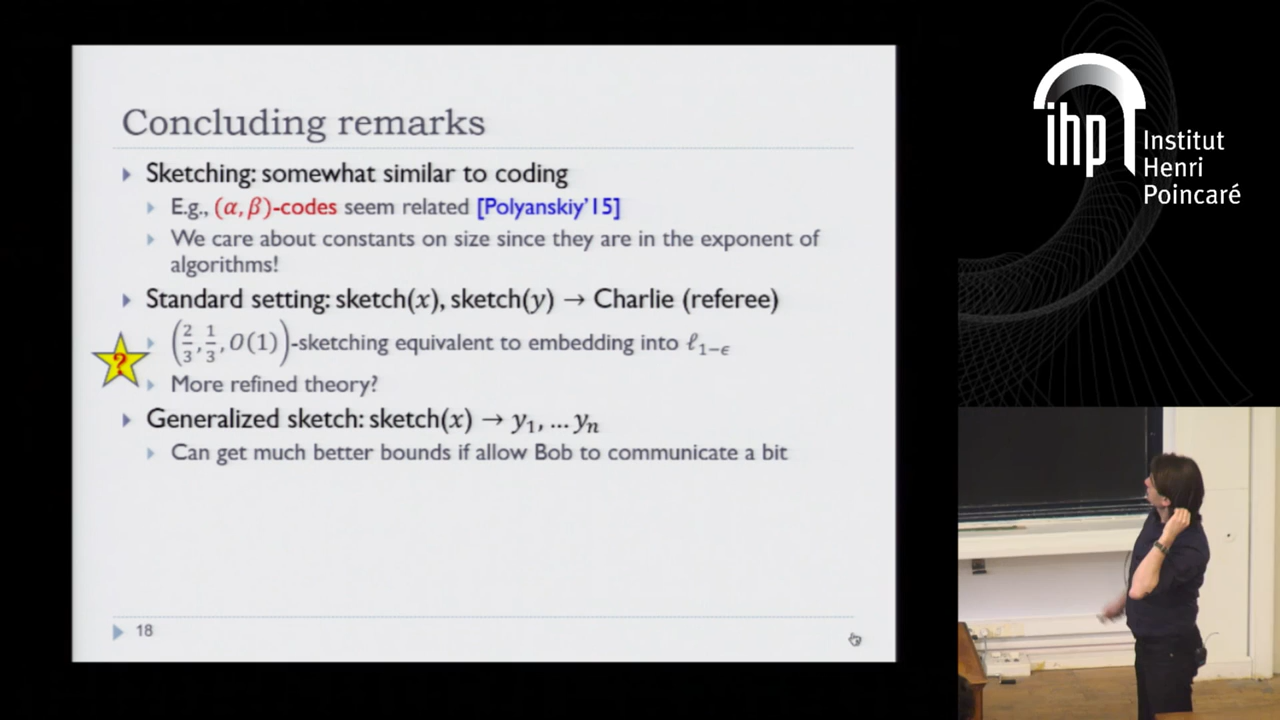 Concluding remarks
Sketching: somewhat similar to coding
E.g., (α, β)-codes seem related [Polyanskiy'15]
We care about constants on size since they are in the exponent of
algorithms!
Standard setting: sketch(x), sketch(y) → Charlie (referee)
(2/3, 1/3, O(1))-sketching equivalent to embedding into ℓ₁₋ϵ
?
More refined theory?
Generalized sketch: sketch(x) → y₁, … yₙ
Can get much better bounds if allow Bob to communicate a bit
18
ihp
Institut
Henri
Poincaré